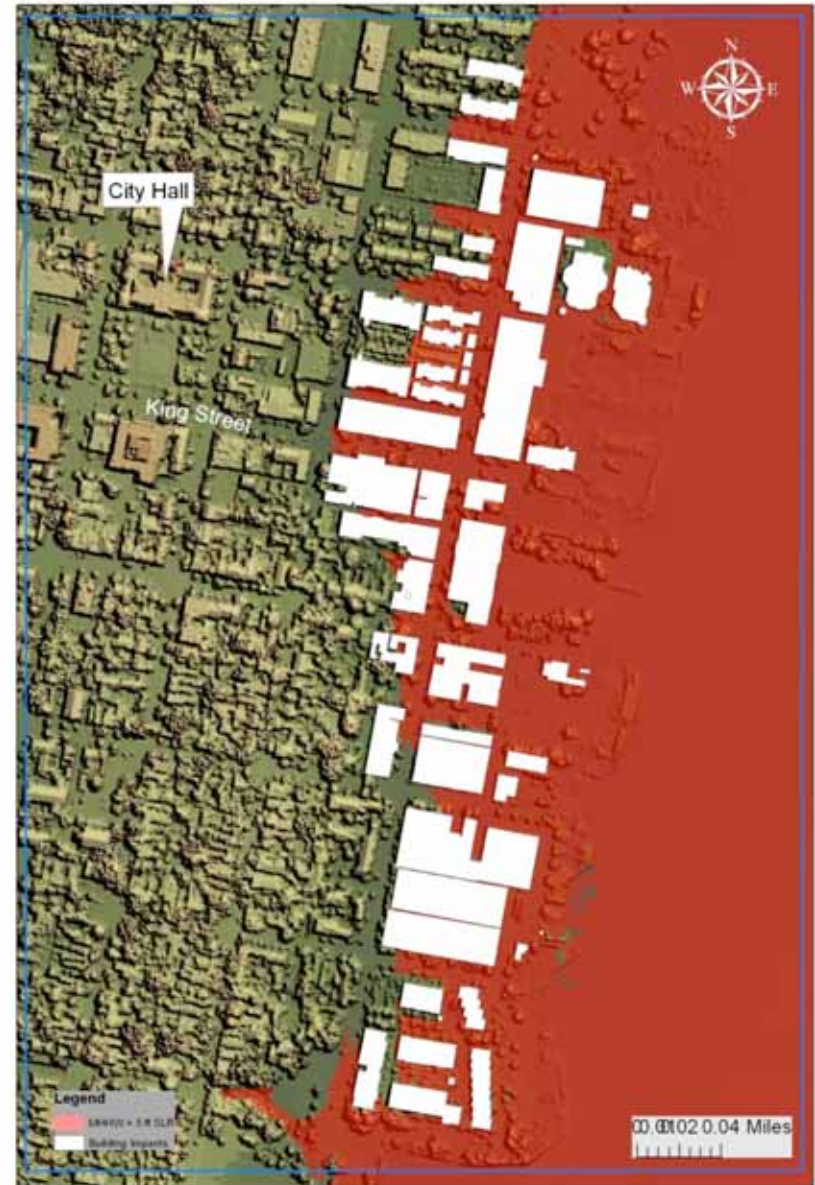 N
W E
S
City Hall
King Street
Legend
Building Impacts
0.04 Miles